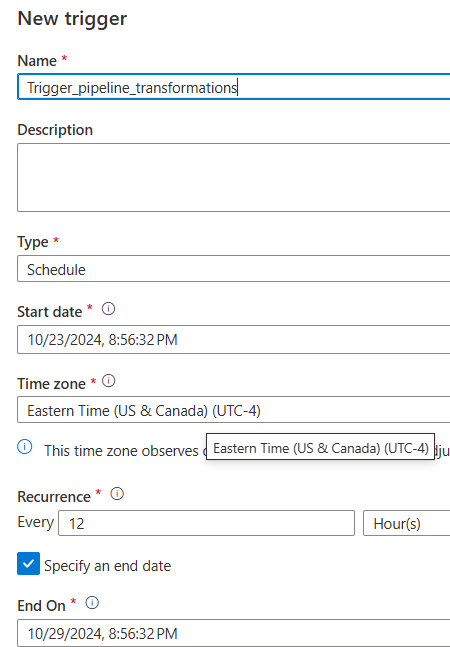 New trigger
Name *
Trigger_pipeline_transformations
Description
Type *
Schedule
Start date *
10/23/2024, 8:56:32 PM
Time zone *
Eastern Time (US & Canada) (UTC-4)
This time zone observes
Eastern Time (US & Canada) (UTC-4)
Recurrence *
Every 12 Hour(s)
Specify an end date
End On *
10/29/2024, 8:56:32 PM